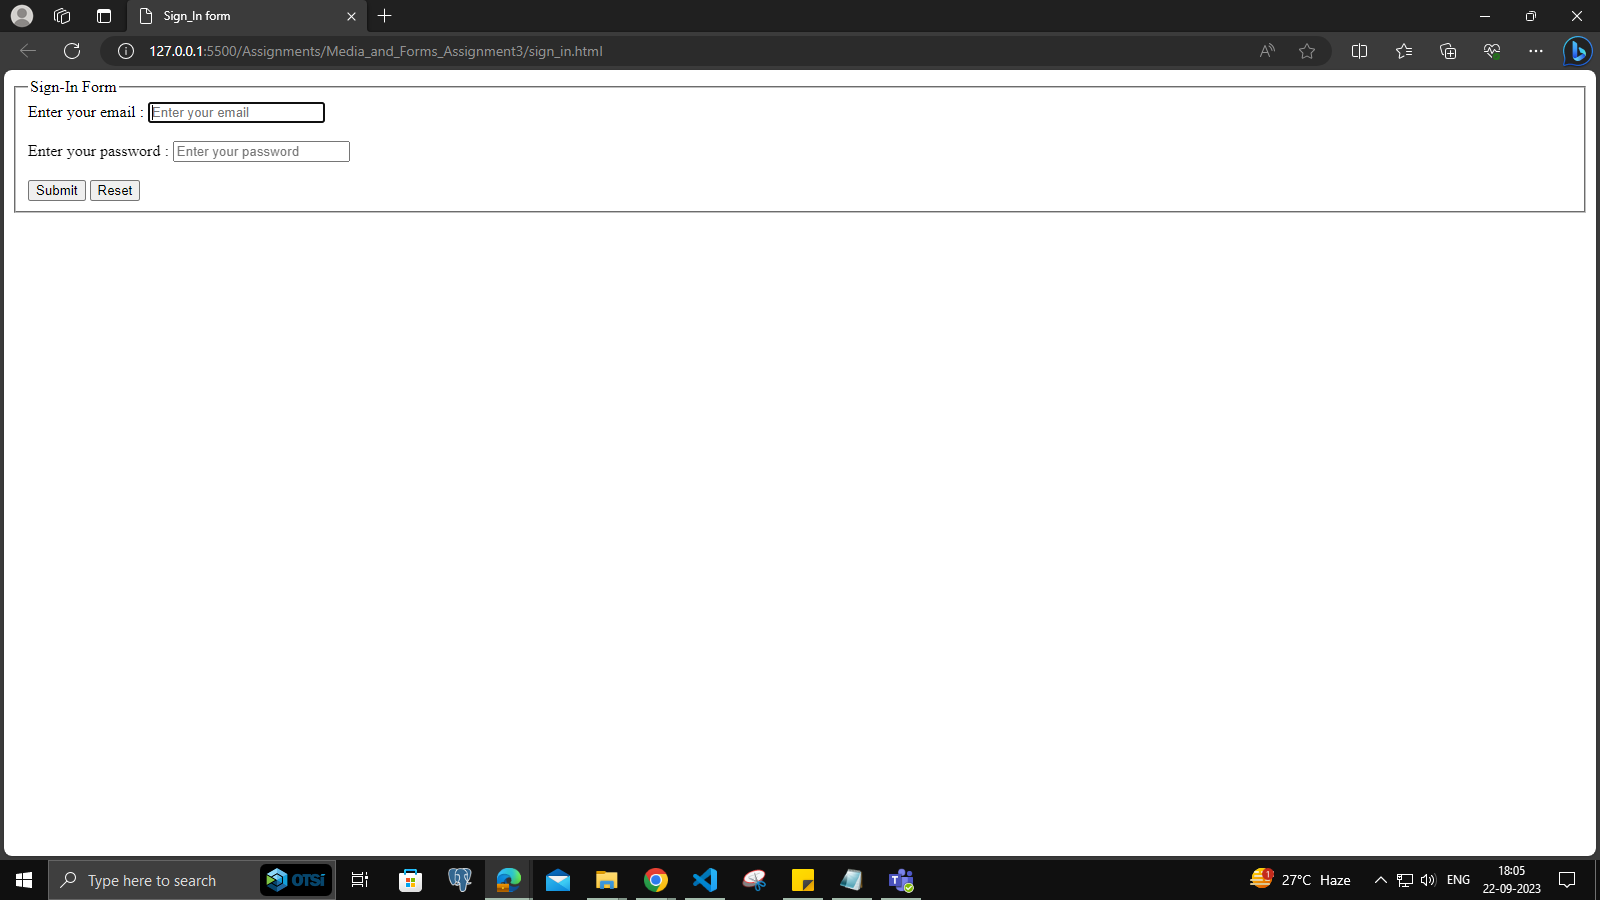 Sign_In form
127.0.0.1:5500/Assignments/Media_and_Forms_Assignment3/sign_in.html
Sign-In Form
Enter your email : Enter your email
Enter your password : Enter your password
Submit Reset
Type here to search
OTSi
1
27°C Haze
ENG
18:05
22-09-2023